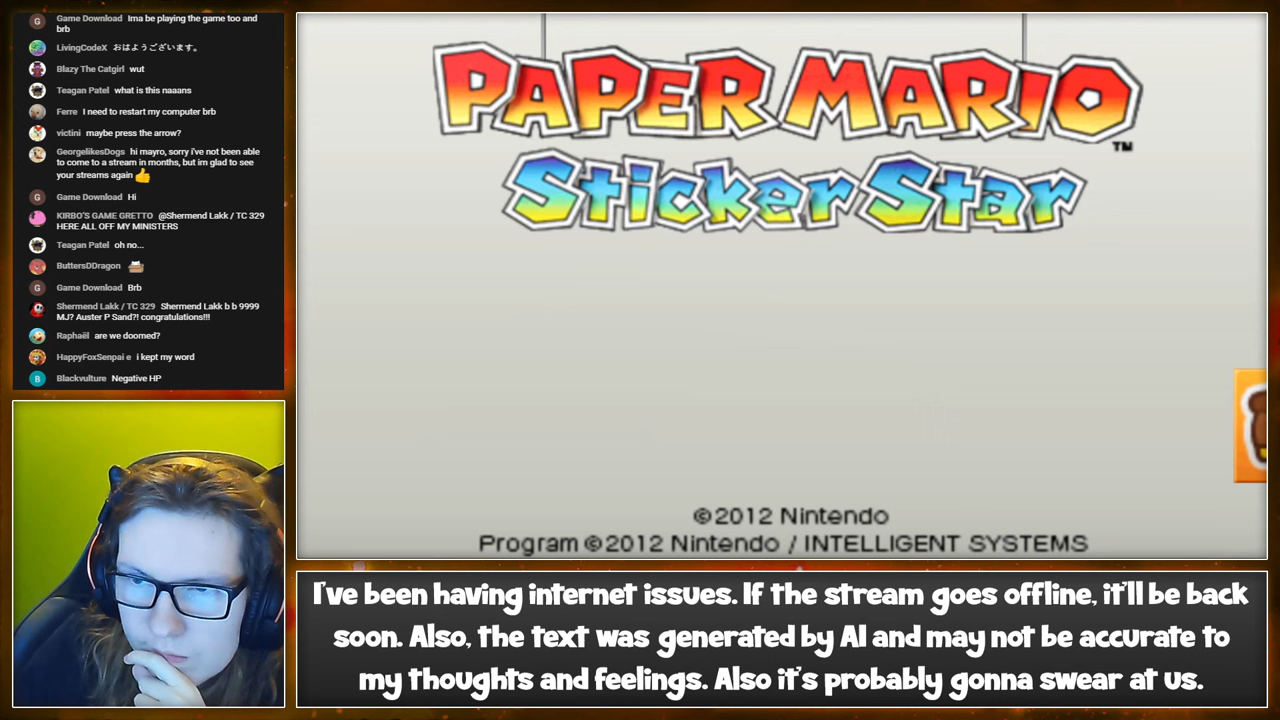 Game Download Ima be playing the game too and
brb
LivingCodeX おはようございます。
Blazy The Catgirl wut
Teagan Patel what is this naaans
Ferre I need to restart my computer brb
victini maybe press the arrow?
GeorgelikesDogs hi mayro, sorry i've not been able
to come to a stream in months, but im glad to see
your streams again 👍
Game Download Hi
KIRBO'S GAME GRETTO @Shermend Lakk / TC 329
HERE ALL OFF MY MINISTERS
Teagan Patel oh no...
ButtersDDragon
Game Download Brb
Shermend Lakk / TC 329 Shermend Lakk b b 9999
MJ? Auster P Sand?! congratulations!!!
Raphaël are we doomed?
HappyFoxSenpai e i kept my word
Blackvulture Negative HP
PAPER MARIO
TM
Sticker Star
©2012 Nintendo
Program ©2012 Nintendo / INTELLIGENT SYSTEMS
I've been having internet issues. If the stream goes offline, it'll be back
soon. Also, the text was generated by AI and may not be accurate to
my thoughts and feelings. Also it's probably gonna swear at us.